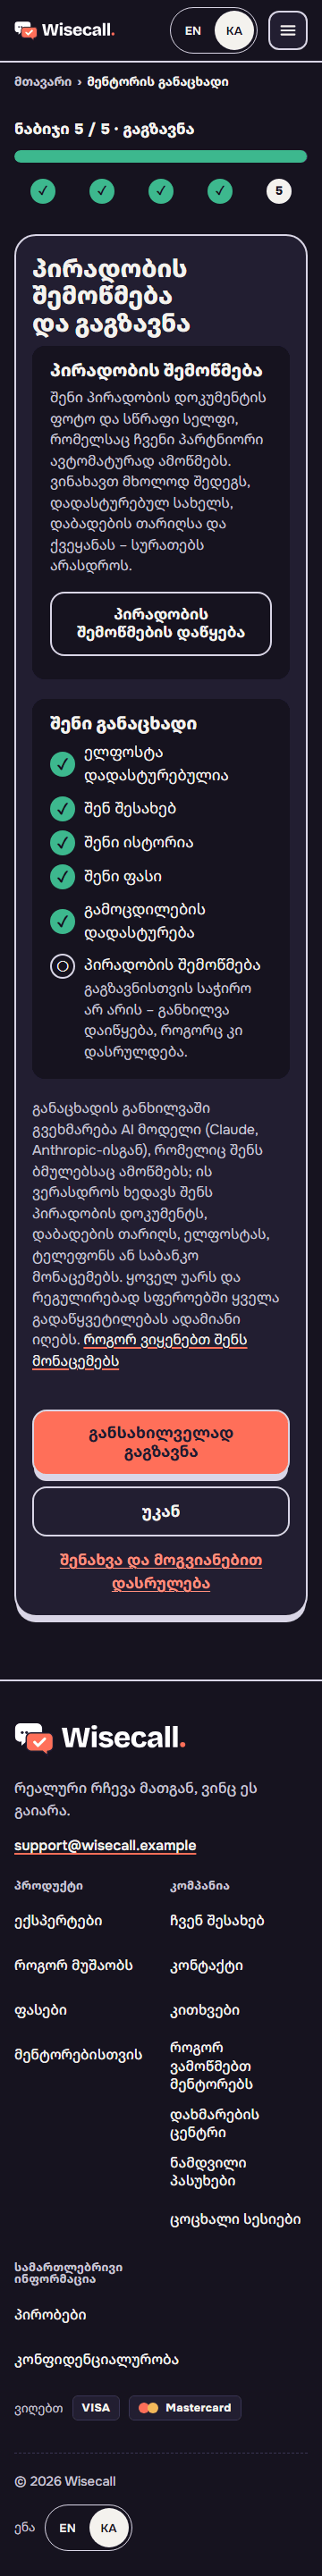 Wisecall.
EN KA
მთავარი › მენტორის განაცხადი
ნაბიჯი 5 / 5 · გაგზავნა
✓ ✓ ✓ ✓ 5
პირადობის
შემოწმება
და გაგზავნა
პირადობის შემოწმება
შენი პირადობის დოკუმენტის
ფოტო და სწრაფი სელფი,
რომელსაც ჩვენი პარტნიორი
ავტომატურად ამოწმებს.
ვინახავთ მხოლოდ შედეგს,
დადასტურებულ სახელს,
დაბადების თარიღსა და
ქვეყანას – სურათებს
არასდროს.
პირადობის
შემოწმების დაწყება
შენი განაცხადი
ელფოსტა
დადასტურებულია
შენ შესახებ
შენი ისტორია
შენი ფასი
გამოცდილების
დადასტურება
პირადობის შემოწმება
გაგზავნისთვის საჭირო
არ არის – განხილვა
დაიწყება, როგორც კი
დასრულდება.
განაცხადის განხილვაში
გვეხმარება AI მოდელი (Claude,
Anthropic-ისგან), რომელიც შენს
ბმულებსაც ამოწმებს; ის
ვერასდროს ხედავს შენს
პირადობის დოკუმენტს,
დაბადების თარიღს, ელფოსტას,
ტელეფონს ან საბანკო
მონაცემებს. ყოველ უარს და
რეგულირებად სფეროებში ყველა
გადაწყვეტილებას ადამიანი
იღებს. როგორ ვიყენებთ შენს
მონაცემებს
განსახილველად
გაგზავნა
უკან
შენახვა და მოგვიანებით
დასრულება
Wisecall.
რეალური რჩევა მათგან, ვინც ეს
გაიარა.
support@wisecall.example
პროდუქტი
ექსპერტები
როგორ მუშაობს
ფასები
მენტორებისთვის
კომპანია
ჩვენ შესახებ
კონტაქტი
კითხვები
როგორ
ვამოწმებთ
მენტორებს
დახმარების
ცენტრი
ნამდვილი
პასუხები
ცოცხალი სესიები
სამართლებრივი
ინფორმაცია
პირობები
კონფიდენციალურობა
ვიღებთ VISA Mastercard
© 2026 Wisecall
ენა EN KA